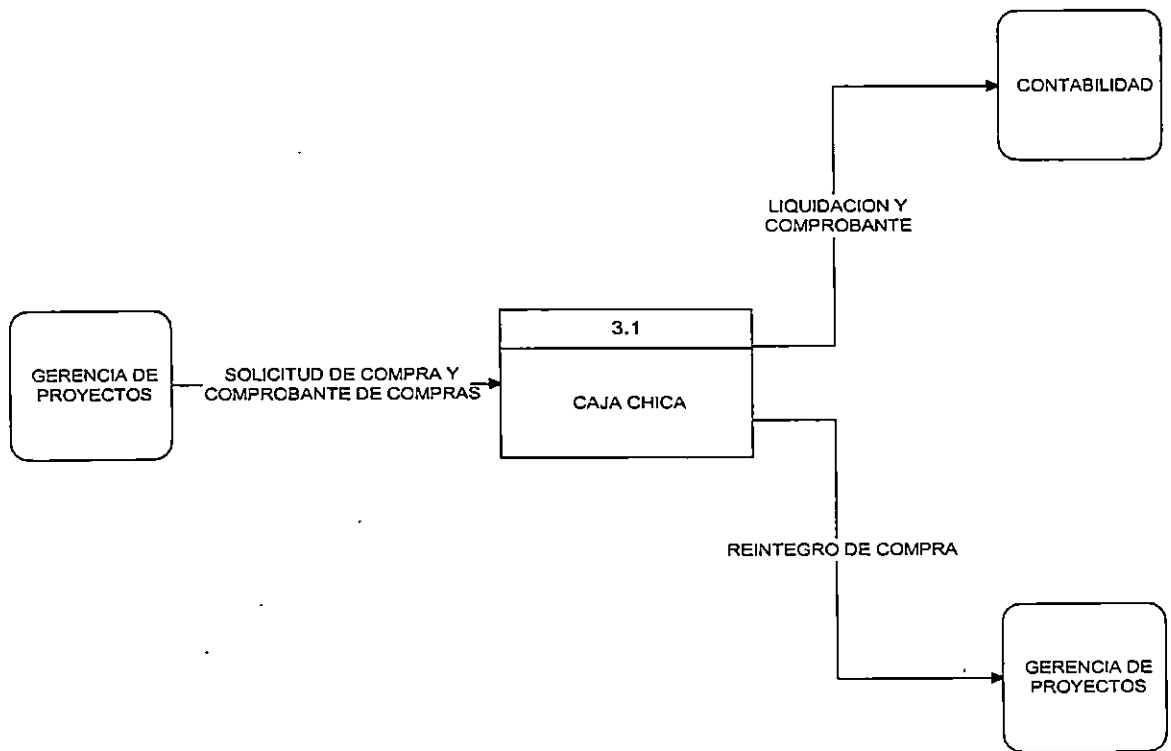 CONTABILIDAD
LIQUIDACION Y
COMPROBANTE
3.1
CAJA CHICA
GERENCIA DE
PROYECTOS
SOLICITUD DE COMPRA Y
COMPROBANTE DE COMPRAS
REINTEGRO DE COMPRA
GERENCIA DE
PROYECTOS